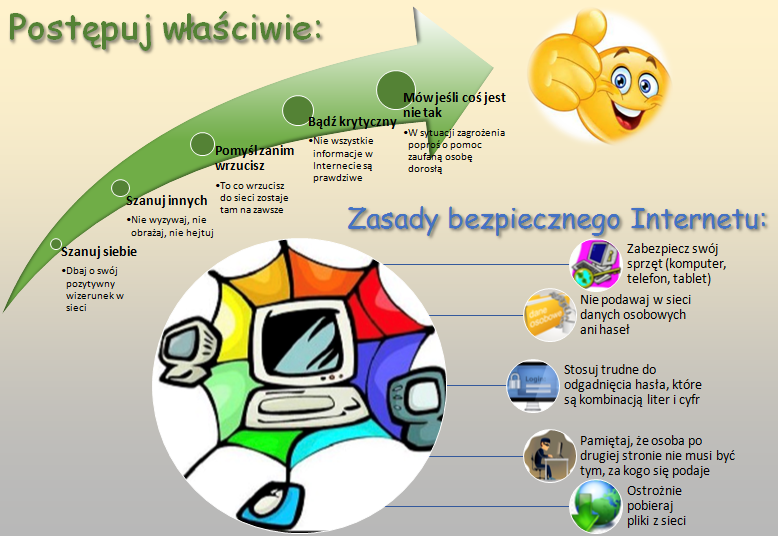 Postępuj właściwie:
Szanuj siebie
•Dbaj o swój
pozytywny
wizerunek w
sieci
Szanuj innych
•Nie wyzywaj, nie
obrażaj, nie hejtuj
Pomyśl zanim
wrzucisz
•To co wrzucisz
do sieci zostaje
tam na zawsze
Bądź krytyczny
•Nie wszystkie
informacje w
Internecie są
prawdziwe
Mów jeśli coś jest
nie tak
•W sytuacji zagrożenia
poproś o pomoc
zaufaną osobę
dorosłą
Zasady bezpiecznego Internetu:
Zabezpiecz swój
sprzęt (komputer,
telefon, tablet)
dane
osobowe
Nie podawaj w sieci
danych osobowych
ani haseł
Login
Stosuj trudne do
odgadnięcia hasła, które
są kombinacją liter i cyfr
Pamiętaj, że osoba po
drugiej stronie nie musi być
tym, za kogo się podaje
Ostrożnie
pobieraj
pliki z sieci